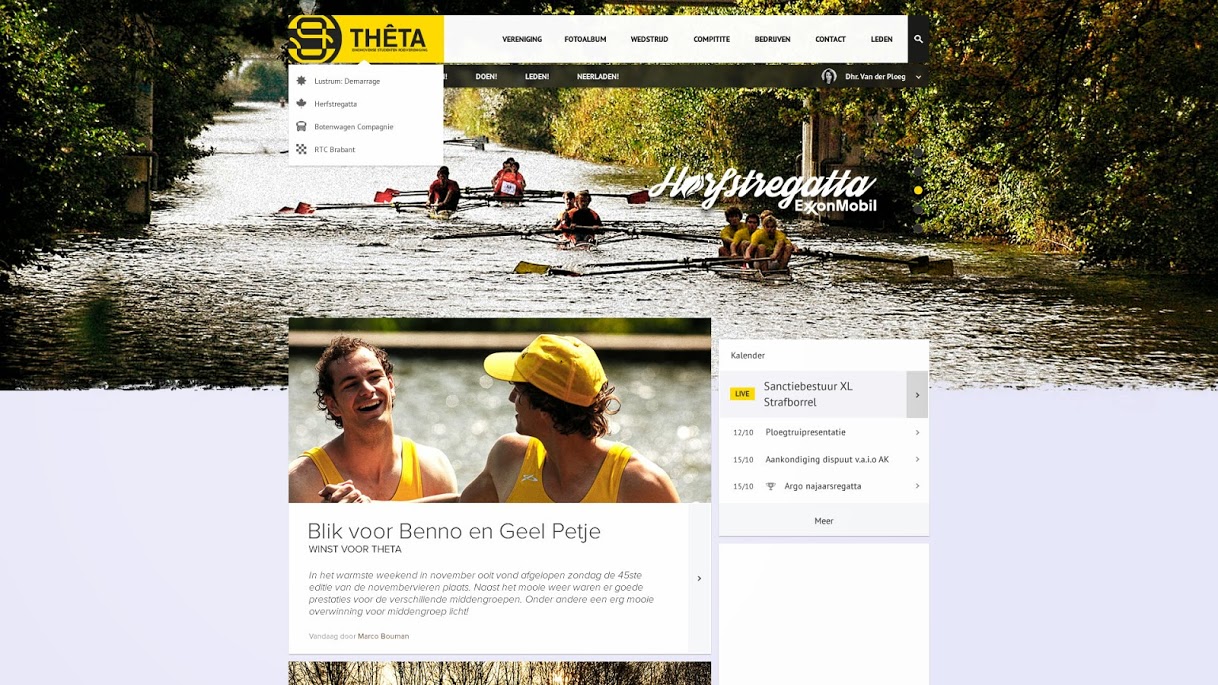 THÊTA
EINDHOVENSE STUDENTEN ROEIVERENIGING
VERENIGING
FOTOALBUM
WEDSTRIJD
COMPITITE
BEDRIJVEN
CONTACT
LEDEN
DOEN!
LEDEN!
NEERLADEN!
Dhr. Van der Ploeg
Lustrum: Demarrage
Herfstregatta
Botenwagen Compagnie
RTC Brabant
Herfstregatta
ExxonMobil
Blik voor Benno en Geel Petje
WINST VOOR THETA
In het warmste weekend in november ooit vond afgelopen zondag de 45ste
editie van de novembervieren plaats. Naast het mooie weer waren er goede
prestaties voor de verschillende middengroepen. Onder andere een erg mooie
overwinning voor middengroep licht!
Vandaag door Marco Bouman
Kalender
LIVE
Sanctiebestuur XL
Strafborrel
12/10 Ploegtruipresentatie
15/10 Aankondiging dispuut v.a.i.o AK
15/10 Argo najaarsregatta
Meer